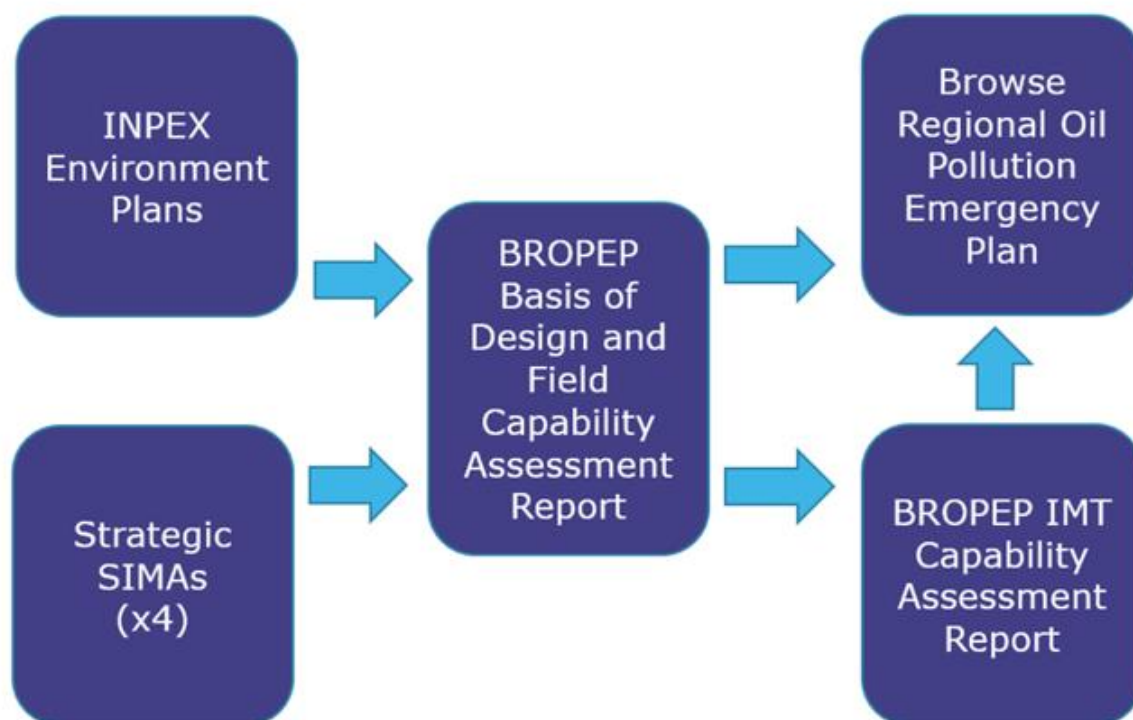 INPEX
Environment
Plans
Strategic
SIMAs
(x4)
BROPEP
Basis of
Design and
Field
Capability
Assessment
Report
Browse
Regional Oil
Pollution
Emergency
Plan
BROPEP IMT
Capability
Assessment
Report